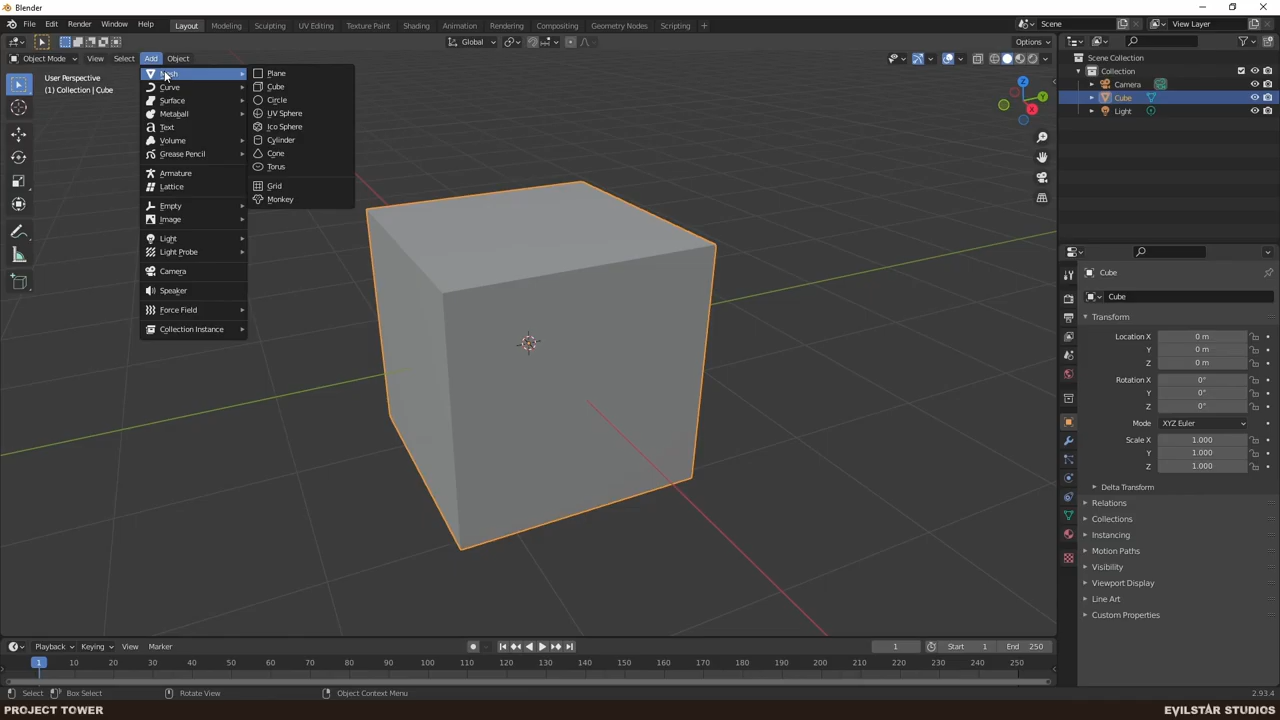 Blender
File Edit Render Window Help Layout Modeling Sculpting UV Editing Texture Paint Shading Animation Rendering Compositing Geometry Nodes Scripting + Scene View Layer
Global Options
Object Mode View Select Add Object
User Perspective
(1) Collection | Cube
Mesh
Curve
Surface
Metaball
Text
Volume
Grease Pencil
Armature
Lattice
Empty
Image
Light
Light Probe
Camera
Speaker
Force Field
Collection Instance
Plane
Cube
Circle
UV Sphere
Ico Sphere
Cylinder
Cone
Torus
Grid
Monkey
Z
Y
X
Scene Collection
Collection
Camera
Cube
Light
Cube
Cube
Transform
Location X 0 m
Y 0 m
Z 0 m
Rotation X 0°
Y 0°
Z 0°
Mode XYZ Euler
Scale X 1.000
Y 1.000
Z 1.000
Delta Transform
Relations
Collections
Instancing
Motion Paths
Visibility
Viewport Display
Line Art
Custom Properties
Playback Keying View Marker 1 Start 1 End 250
1 10 20 30 40 50 60 70 80 90 100 110 120 130 140 150 160 170 180 190 200 210 220 230 240 250
Select Box Select Rotate View Object Context Menu 2.93.4
PROJECT TOWER EVILSTAR STUDIOS